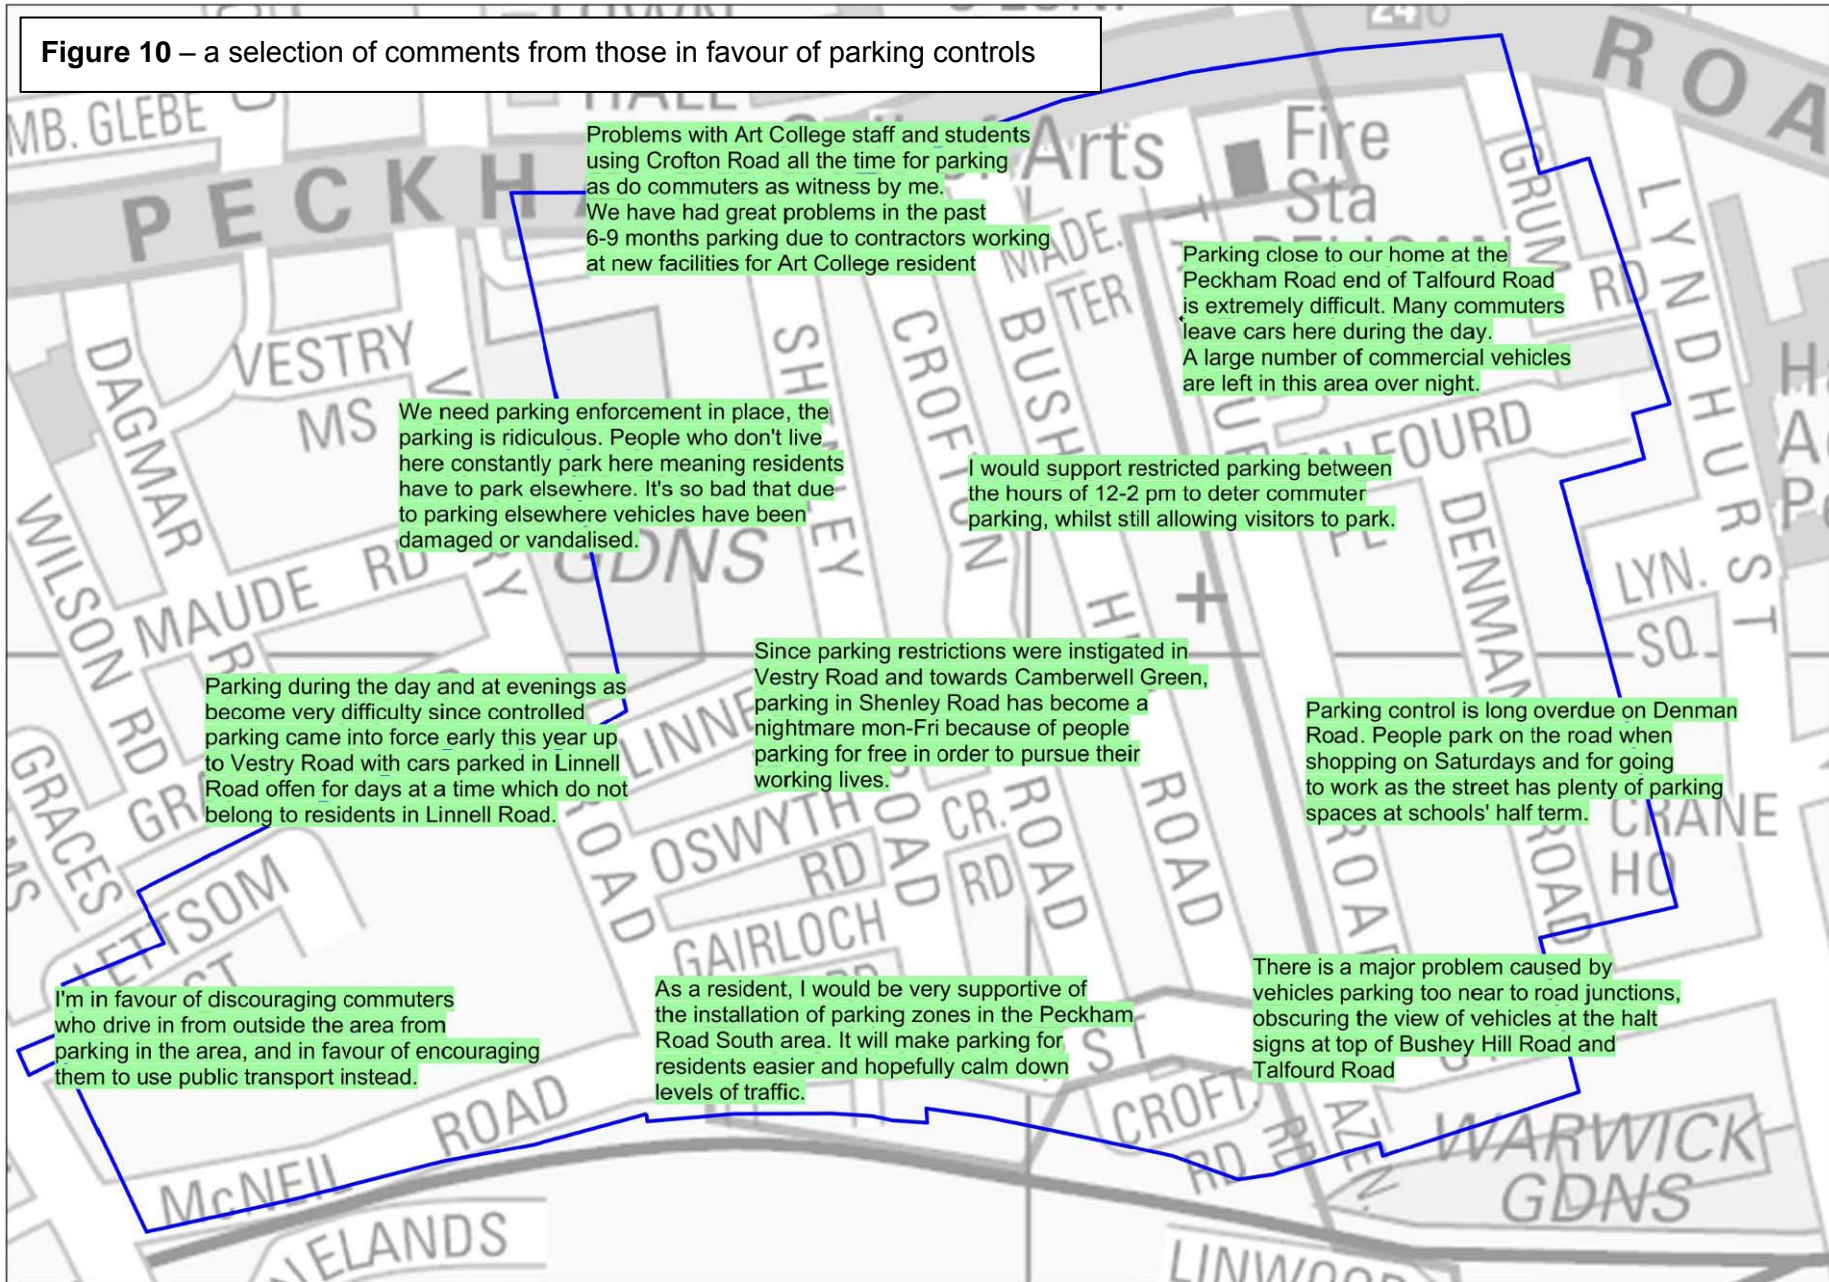 Figure 10 – a selection of comments from those in favour of parking controls
MB. GLEBE
HALL
246
ROA
PECKH
Arts
Fire
Sta
Problems with Art College staff and students
using Crofton Road all the time for parking
as do commuters as witness by me.
We have had great problems in the past
6-9 months parking due to contractors working
at new facilities for Art College resident
MADE.
TER
GRUM
RD
LYNDHURST
Parking close to our home at the
Peckham Road end of Talfourd Road
is extremely difficult. Many commuters
leave cars here during the day.
A large number of commercial vehicles
are left in this area over night.
DAGMAR
VESTRY
MS
SHENLEY
CROFTON
BUSH
We need parking enforcement in place, the
parking is ridiculous. People who don't live
here constantly park here meaning residents
have to park elsewhere. It's so bad that due
to parking elsewhere vehicles have been
damaged or vandalised.
I would support restricted parking between
the hours of 12-2 pm to deter commuter
parking, whilst still allowing visitors to park.
WILSON RD
MAUDE RD
GDNS
DENMAN
LYN.
SQ.
Since parking restrictions were instigated in
Vestry Road and towards Camberwell Green,
parking in Shenley Road has become a
nightmare mon-Fri because of people
parking for free in order to pursue their
working lives.
Parking during the day and at evenings as
become very difficulty since controlled
parking came into force early this year up
to Vestry Road with cars parked in Linnell
Road offen for days at a time which do not
belong to residents in Linnell Road.
Parking control is long overdue on Denman
Road. People park on the road when
shopping on Saturdays and for going
to work as the street has plenty of parking
spaces at schools' half term.
GRACES
LINNE
OSWYTH
RD
CR.
RD
ROAD
ROAD
ROAD
ROAD
ROAD
ROAD
CRANE
HO
LETTSOM
ST
GAIRLOCH
I'm in favour of discouraging commuters
who drive in from outside the area from
parking in the area, and in favour of encouraging
them to use public transport instead.
As a resident, I would be very supportive of
the installation of parking zones in the Peckham
Road South area. It will make parking for
residents easier and hopefully calm down
levels of traffic.
There is a major problem caused by
vehicles parking too near to road junctions,
obscuring the view of vehicles at the halt
signs at top of Bushey Hill Road and
Talfourd Road
ST
McNEIL ROAD
CROFT.
RD
RD
AZEN.
WARWICK
GDNS
ELANDS
LINWOOD